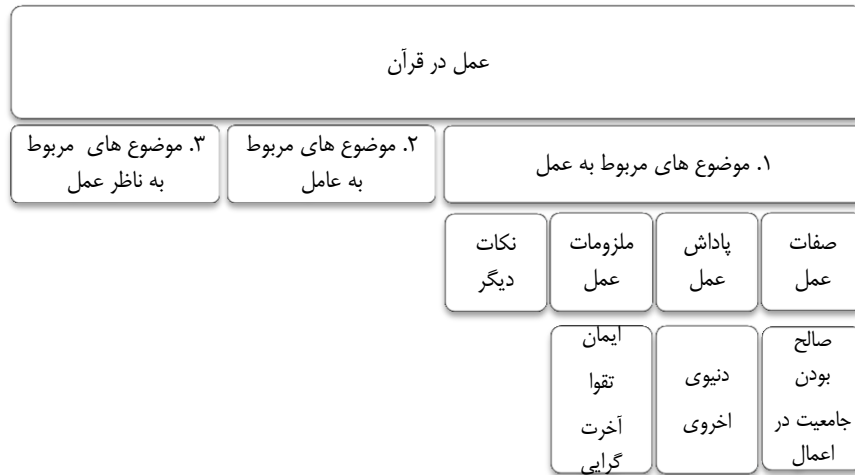 عمل در قرآن
۱. موضوع های مربوط به عمل
۲. موضوع های مربوط
به عامل
۳. موضوع های مربوط
به ناظر عمل
صفات
عمل
پاداش
عمل
ملزومات
عمل
نکات
دیگر
صالح
بودن
جامعیت در
اعمال
دنیوی
اخروی
ایمان
تقوا
آخرت
گرایی